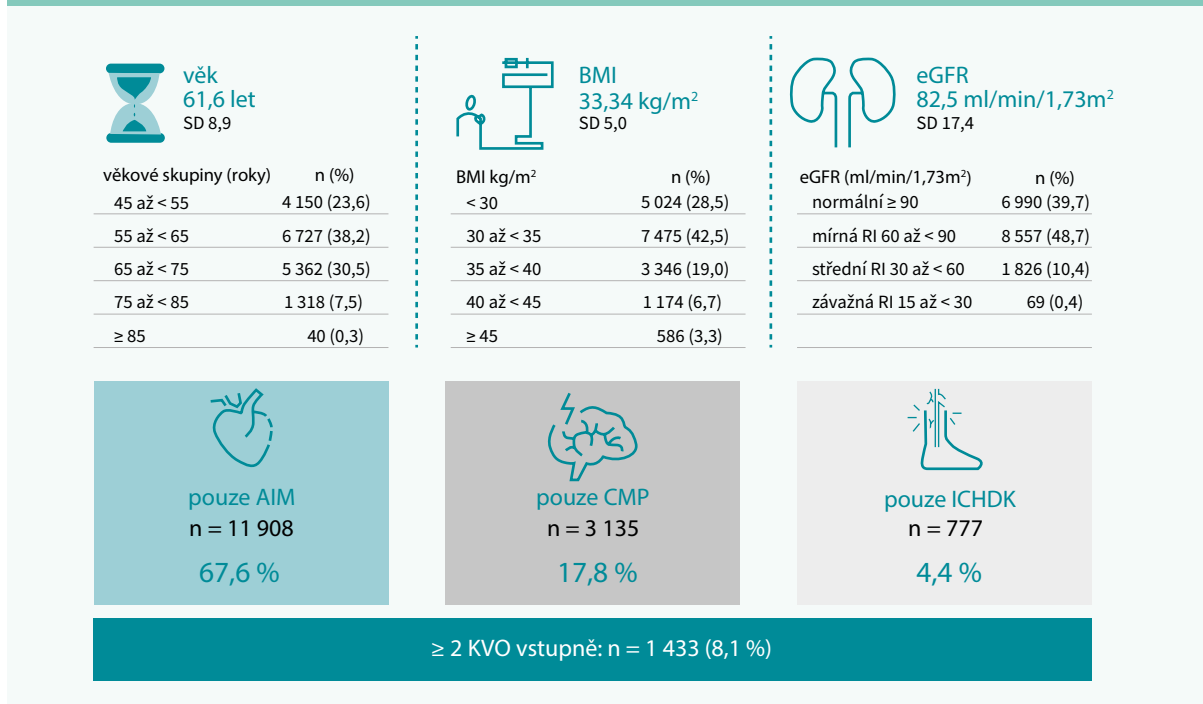 věk
61,6 let
SD 8,9
věkové skupiny (roky) n (%)
45 až < 55 4 150 (23,6)
55 až < 65 6 727 (38,2)
65 až < 75 5 362 (30,5)
75 až < 85 1 318 (7,5)
≥ 85 40 (0,3)
BMI
33,34 kg/m²
SD 5,0
BMI kg/m² n (%)
< 30 5 024 (28,5)
30 až < 35 7 475 (42,5)
35 až < 40 3 346 (19,0)
40 až < 45 1 174 (6,7)
≥ 45 586 (3,3)
eGFR
82,5 ml/min/1,73m²
SD 17,4
eGFR (ml/min/1,73m²) n (%)
normální ≥ 90 6 990 (39,7)
mírná RI 60 až < 90 8 557 (48,7)
střední RI 30 až < 60 1 826 (10,4)
závažná RI 15 až < 30 69 (0,4)
pouze AIM
n = 11 908
67,6 %
pouze CMP
n = 3 135
17,8 %
pouze ICHDK
n = 777
4,4 %
≥ 2 KVO vstupně: n = 1 433 (8,1 %)